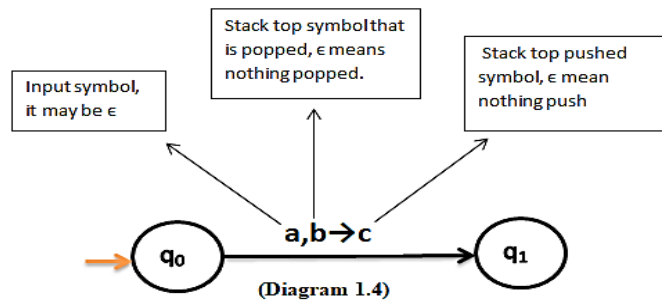 Stack top symbol that
is popped, ϵ means
nothing popped.
Input symbol,
it may be ϵ
Stack top pushed
symbol, ϵ mean
nothing push
a,b→c
q₀
q₁
(Diagram 1.4)